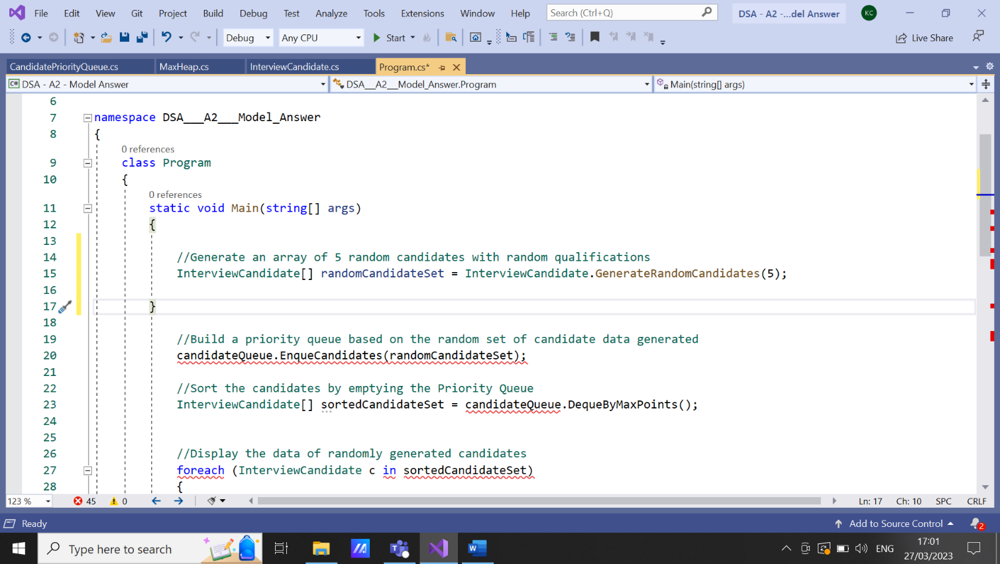 File Edit View Git Project Build Debug Test Analyze Tools Extensions Window Help Search (Ctrl+Q) DSA - A2 -...del Answer KC
Debug Any CPU Start Live Share
CandidatePriorityQueue.cs MaxHeap.cs InterviewCandidate.cs Program.cs*
C# DSA - A2 - Model Answer DSA___A2___Model_Answer.Program Main(string[] args)
6
7 namespace DSA___A2___Model_Answer
8 {
0 references
9 class Program
10 {
0 references
11 static void Main(string[] args)
12 {
13
14 //Generate an array of 5 random candidates with random qualifications
15 InterviewCandidate[] randomCandidateSet = InterviewCandidate.GenerateRandomCandidates(5);
16
17 }
18
19 //Build a priority queue based on the random set of candidate data generated
20 candidateQueue.EnqueCandidates(randomCandidateSet);
21
22 //Sort the candidates by emptying the Priority Queue
23 InterviewCandidate[] sortedCandidateSet = candidateQueue.DequeByMaxPoints();
24
25
26 //Display the data of randomly generated candidates
27 foreach (InterviewCandidate c in sortedCandidateSet)
28 {
123 % 45 0 Ln: 17 Ch: 10 SPC CRLF
Ready Add to Source Control 2
Type here to search ENG 17:01
27/03/2023